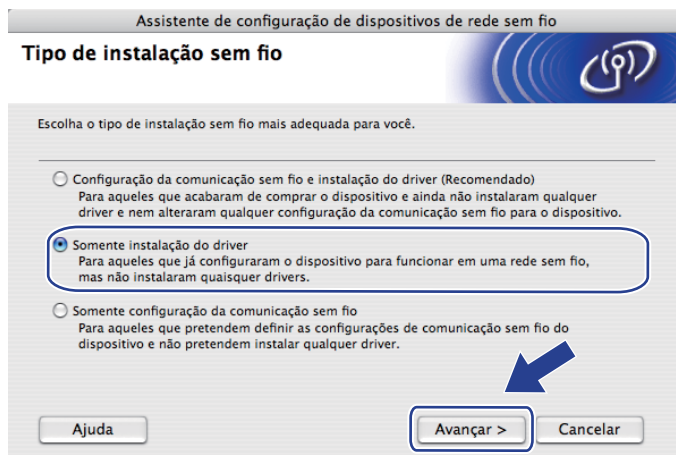 Assistente de configuração de dispositivos de rede sem fio
Tipo de instalação sem fio
Escolha o tipo de instalação sem fio mais adequada para você.
Configuração da comunicação sem fio e instalação do driver (Recomendado)
Para aqueles que acabaram de comprar o dispositivo e ainda não instalaram qualquer
driver e nem alteraram qualquer configuração da comunicação sem fio para o dispositivo.
Somente instalação do driver
Para aqueles que já configuraram o dispositivo para funcionar em uma rede sem fio,
mas não instalaram quaisquer drivers.
Somente configuração da comunicação sem fio
Para aqueles que pretendem definir as configurações de comunicação sem fio do
dispositivo e não pretendem instalar qualquer driver.
Ajuda
Avançar >
Cancelar